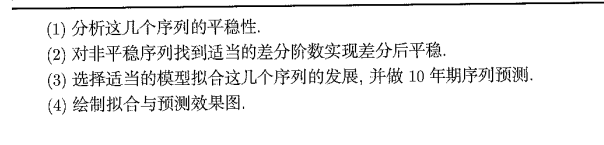 (1) 分析这几个序列的平稳性.
(2) 对非平稳序列找到适当的差分阶数实现差分后平稳.
(3) 选择适当的模型拟合这几个序列的发展, 并做 10 年期序列预测.
(4) 绘制拟合与预测效果图.